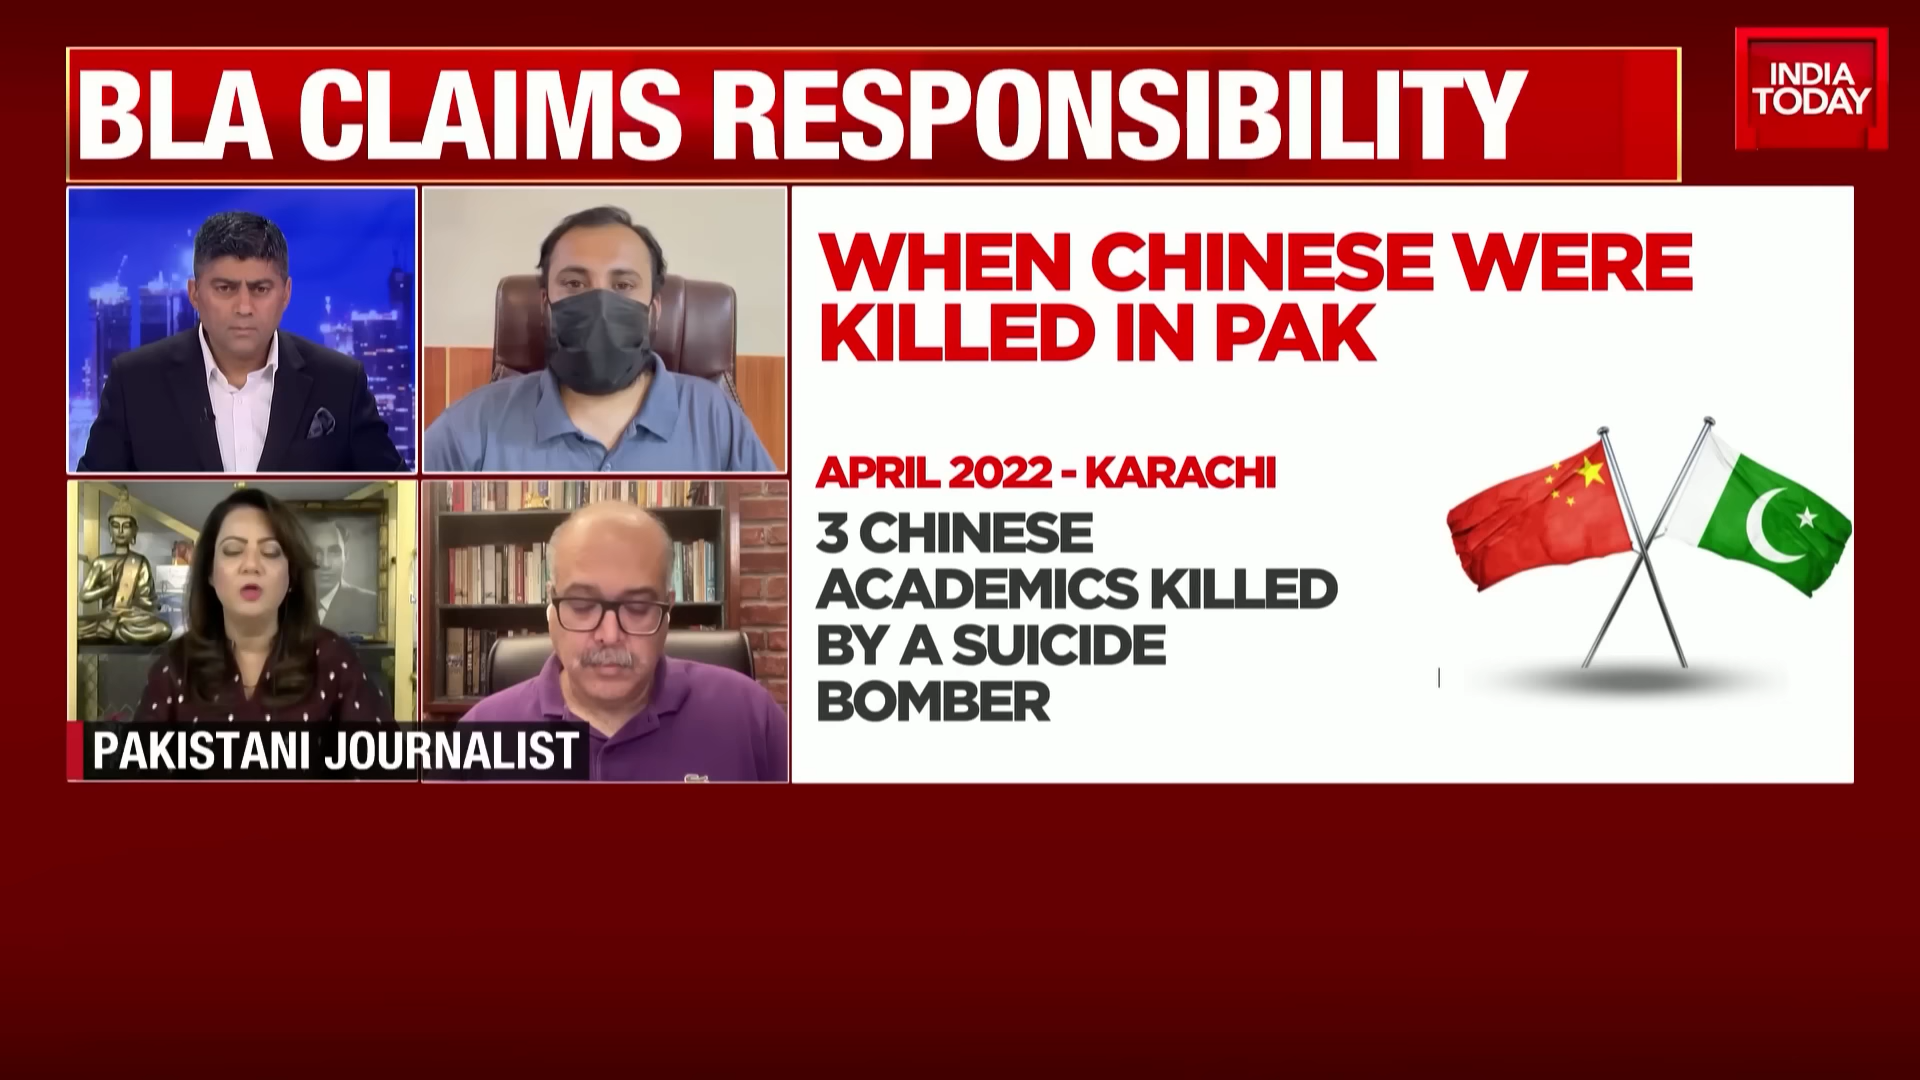 BLA CLAIMS RESPONSIBILITY
INDIA
TODAY
WHEN CHINESE WERE
KILLED IN PAK
APRIL 2022 - KARACHI
3 CHINESE
ACADEMICS KILLED
BY A SUICIDE
BOMBER
PAKISTANI JOURNALIST